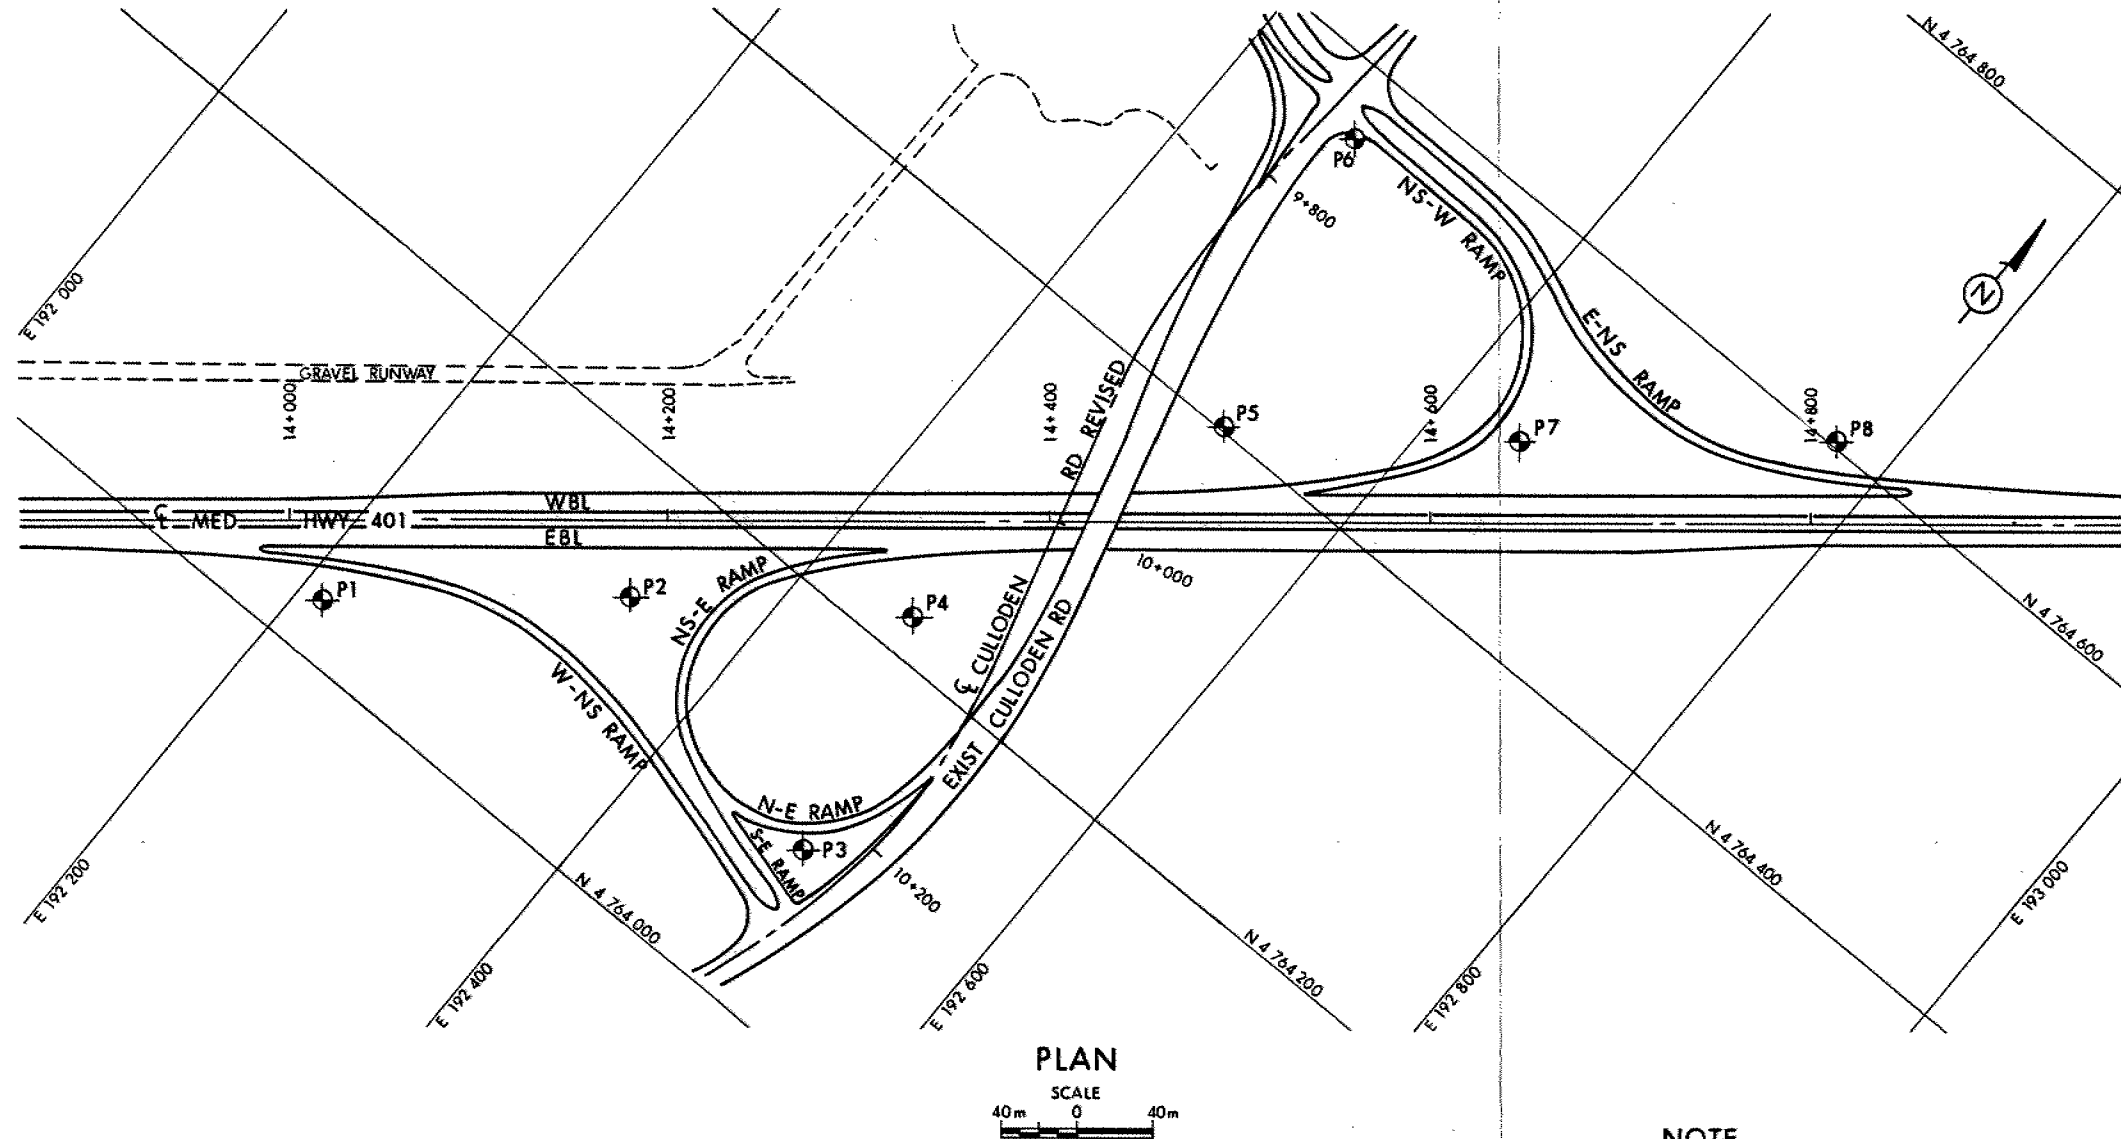 N 4 764 800
P6
9+800
NS-W RAMP
N
E 192 000
E-NS RAMP
GRAVEL RUNWAY
14+000
14+200
14+400
14+600
14+800
RD REVISED
P5
P7
P8
WBL
℄ MED HWY 401
EBL
10+000
P1
P2
NS-E RAMP
P4
℄ CULLODEN
EXIST CULLODEN RD
N 4 764 600
W-NS RAMP
N-E RAMP
S-E RAMP
P3
10+200
N 4 764 400
E 192 200
N 4 764 000
E 193 000
N 4 764 200
E 192 400
E 192 600
E 192 800
PLAN
SCALE
40m 0 40m
NOTE